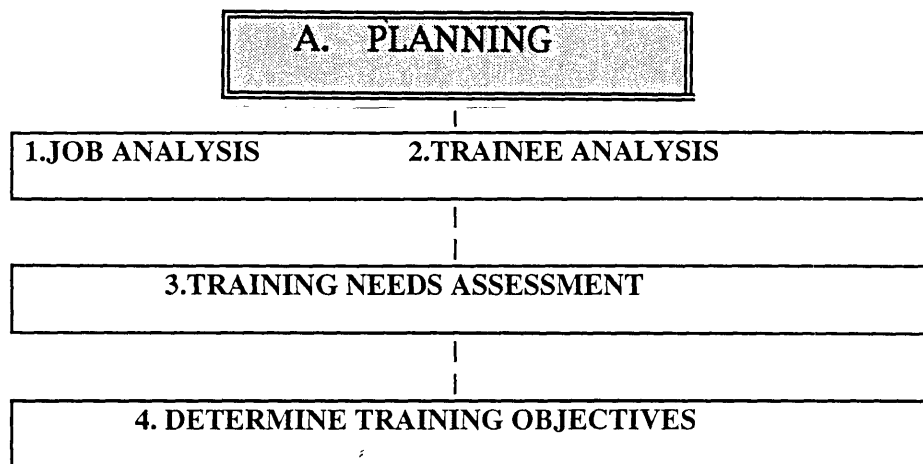 A. PLANNING
1.JOB ANALYSIS 2.TRAINEE ANALYSIS
3.TRAINING NEEDS ASSESSMENT
4. DETERMINE TRAINING OBJECTIVES